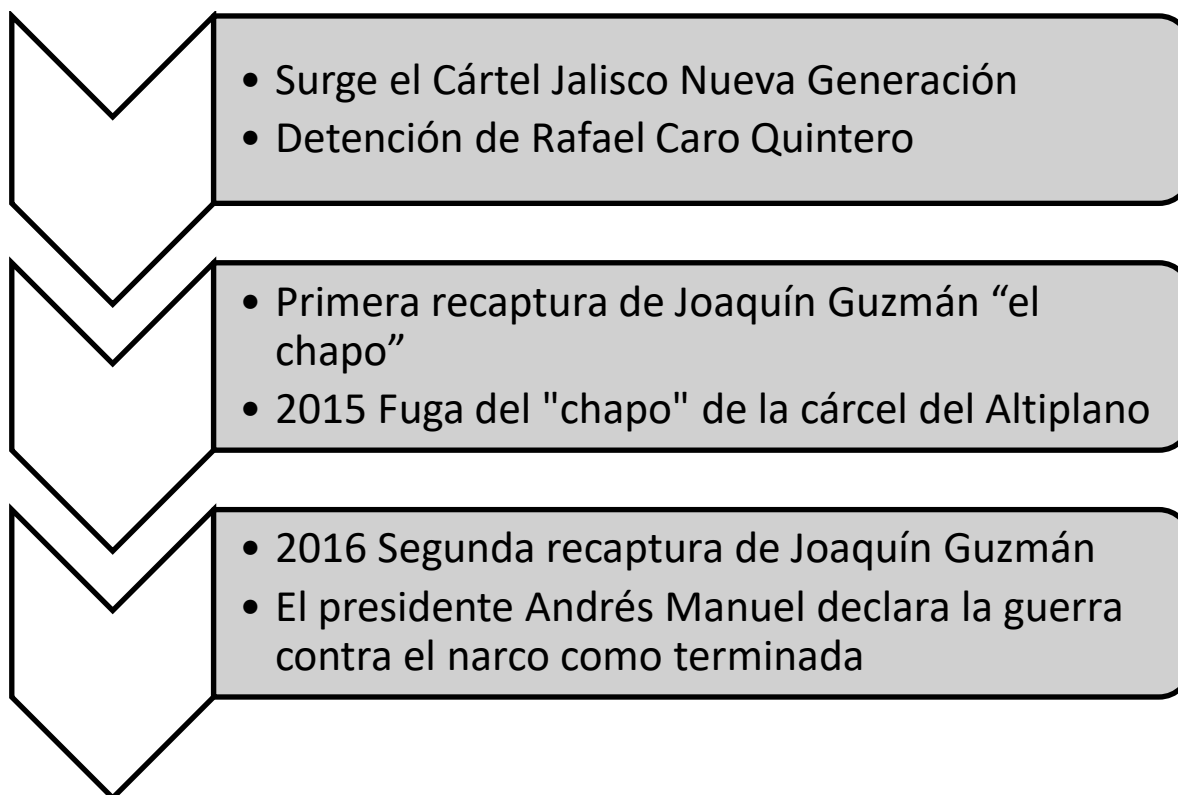 • Surge el Cártel Jalisco Nueva Generación
• Detención de Rafael Caro Quintero
• Primera recaptura de Joaquín Guzmán “el
chapo”
• 2015 Fuga del "chapo" de la cárcel del Altiplano
• 2016 Segunda recaptura de Joaquín Guzmán
• El presidente Andrés Manuel declara la guerra
contra el narco como terminada